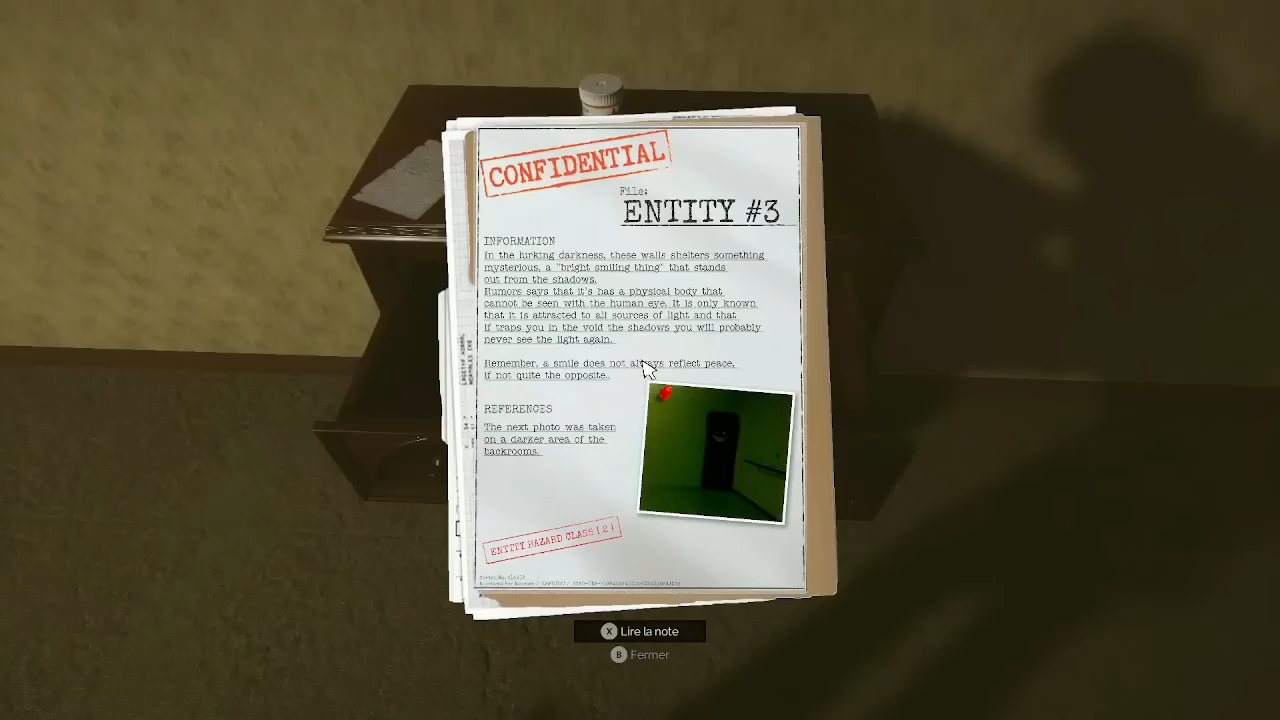 CONFIDENTIAL
File:
ENTITY #3
INFORMATION
In the lurking darkness, these walls shelters something
mysterious, a "bright smiling thing" that stands
out from the shadows.
Rumors says that it's has a physical body that
cannot be seen with the human eye. It is only known
that it is attracted to all sources of light and that
if traps you in the void the shadows you will probably
never see the light again.
Remember, a smile does not always reflect peace,
if not quite the opposite..
REFERENCES
The next photo was taken
on a darker area of the
backrooms.
ENTITY HAZARD CLASS [2]
X Lire la note
B Fermer